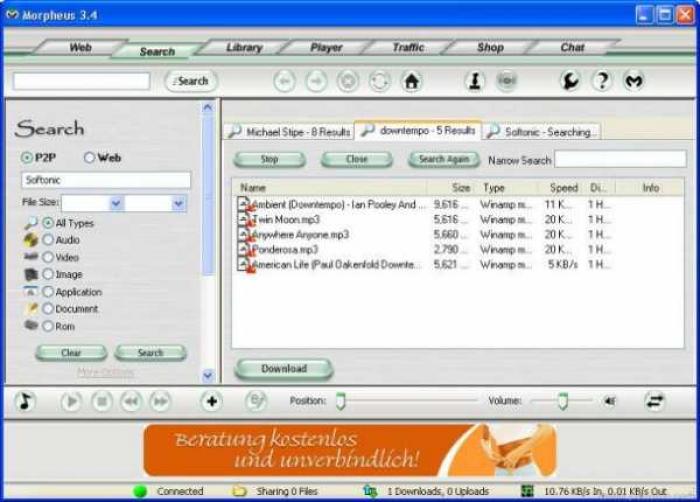 Morpheus 3.4
Web Search Library Player Traffic Shop Chat
Search
Search
P2P Web
Softonic
File Size:
All Types
Audio
Video
Image
Application
Document
Rom
Clear Search
More Options
Michael Stipe - 8 Results downtempo - 5 Results Softonic - Searching...
Stop Close Search Again Narrow Search
Name Size Type Speed Di... Info
Ambient (Downtempo) - Ian Pooley And ... 9,616 ... Winamp m... 11 K... 1 H...
Twin Moon.mp3 5,616 ... Winamp m... 20 K... 1 H...
Anywhere Anyone.mp3 5,660 ... Winamp m... 20 K... 1 H...
Ponderosa.mp3 2,790 ... Winamp m... 20 K... 1 H...
American Life (Paul Oakenfold Downte... 5,621 ... Winamp m... 5 KB/s 1 H...
Download
Position: Volume:
Beratung kostenlos
und unverbindlich!
Connected Sharing 0 Files 1 Downloads, 0 Uploads 10.76 KB/s In, 0.01 KB/s Out